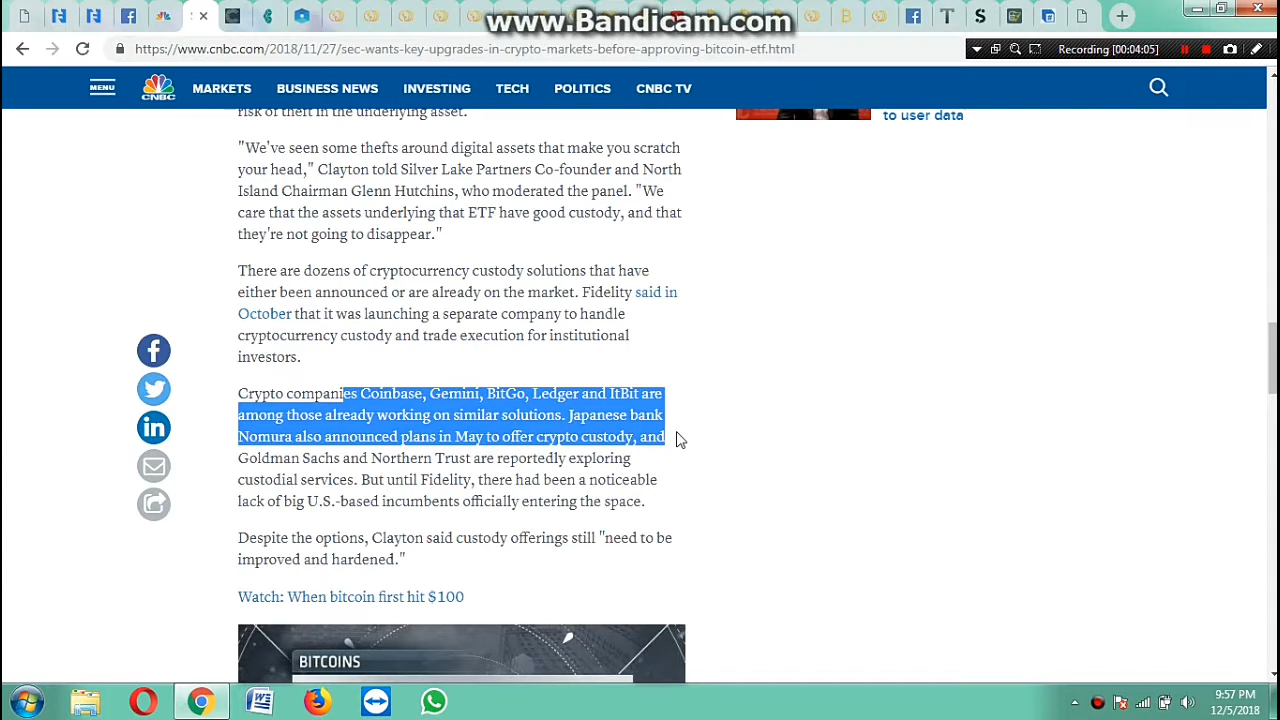 www.Bandicam.com
https://www.cnbc.com/2018/11/27/sec-wants-key-upgrades-in-crypto-markets-before-approving-bitcoin-etf.html
Recording [00:04:05]
MENU
CNBC
MARKETS
BUSINESS NEWS
INVESTING
TECH
POLITICS
CNBC TV
risk of theft in the underlying asset.
to user data
"We've seen some thefts around digital assets that make you scratch
your head," Clayton told Silver Lake Partners Co-founder and North
Island Chairman Glenn Hutchins, who moderated the panel. "We
care that the assets underlying that ETF have good custody, and that
they're not going to disappear."
There are dozens of cryptocurrency custody solutions that have
either been announced or are already on the market. Fidelity said in
October that it was launching a separate company to handle
cryptocurrency custody and trade execution for institutional
investors.
Crypto companies Coinbase, Gemini, BitGo, Ledger and ItBit are
among those already working on similar solutions. Japanese bank
Nomura also announced plans in May to offer crypto custody, and
Goldman Sachs and Northern Trust are reportedly exploring
custodial services. But until Fidelity, there had been a noticeable
lack of big U.S.-based incumbents officially entering the space.
Despite the options, Clayton said custody offerings still "need to be
improved and hardened."
Watch: When bitcoin first hit $100
BITCOINS
9:57 PM
12/5/2018